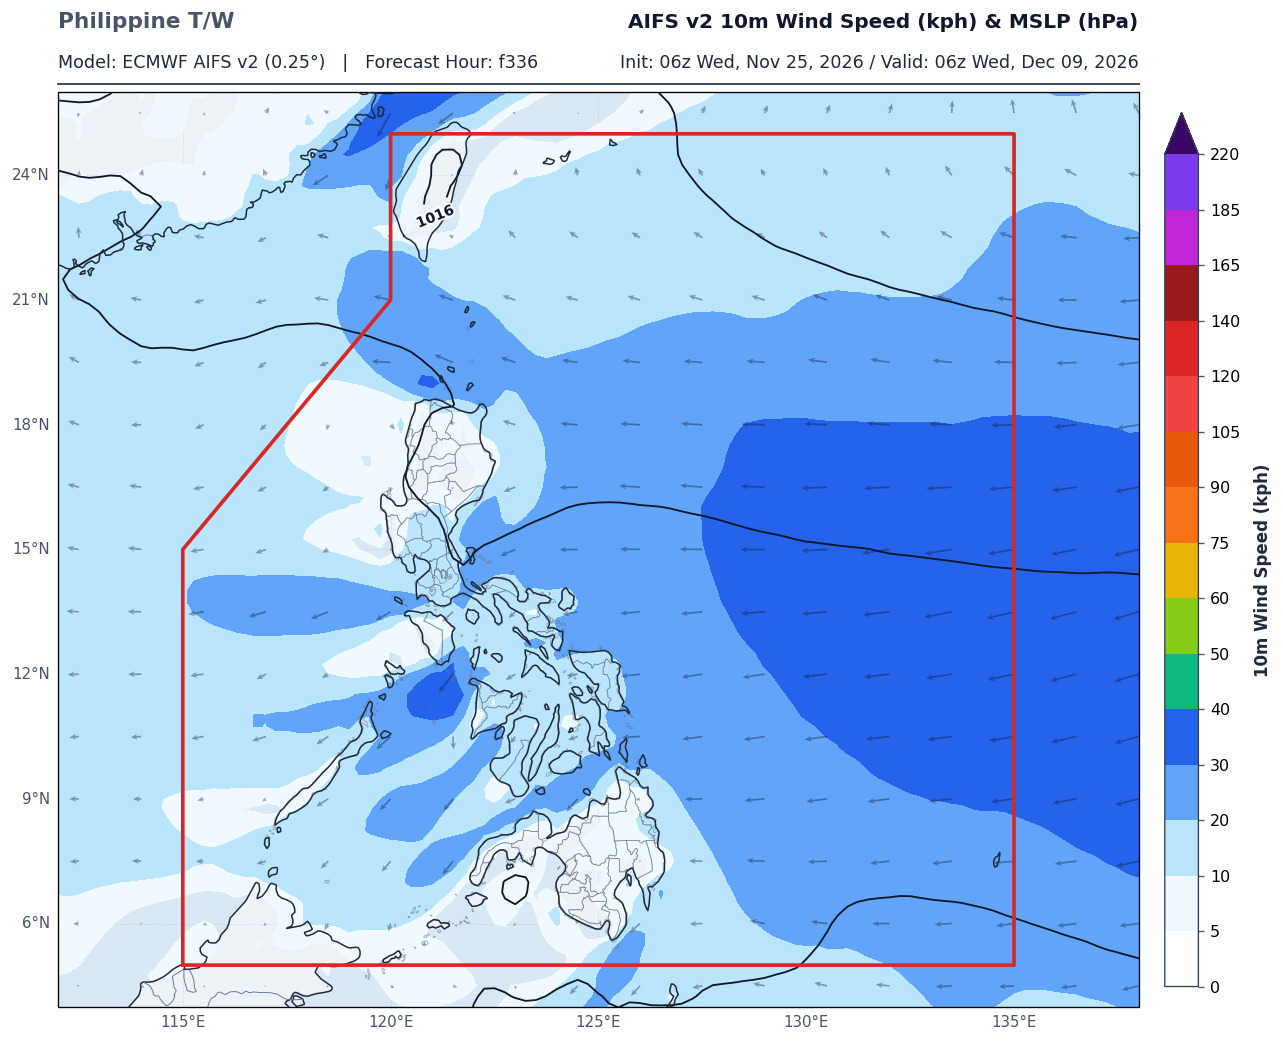 Philippine T/W
AIFS v2 10m Wind Speed (kph) & MSLP (hPa)
Model: ECMWF AIFS v2 (0.25°) | Forecast Hour: f336
Init: 06z Wed, Nov 25, 2026 / Valid: 06z Wed, Dec 09, 2026
24°N
21°N
18°N
15°N
12°N
9°N
6°N
1016
115°E
120°E
125°E
130°E
135°E
220
185
165
140
120
105
90
75
60
50
40
30
20
10
5
0
10m Wind Speed (kph)